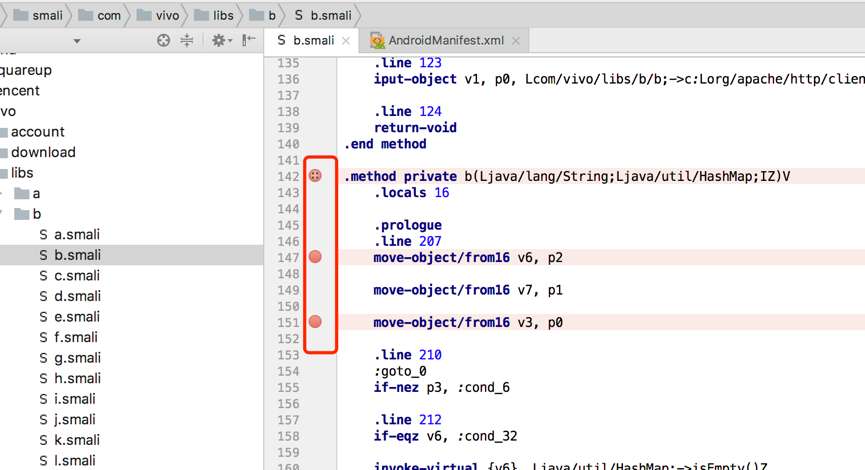 smali com vivo libs b S b.smali
S b.smali AndroidManifest.xml
quareup
encent
vo
account
download
libs
a
b
S a.smali
S b.smali
S c.smali
S d.smali
S e.smali
S f.smali
S g.smali
S h.smali
S i.smali
S j.smali
S k.smali
S l.smali
135 .line 123
136 iput-object v1, p0, Lcom/vivo/libs/b/b;->c:Lorg/apache/http/clien
137
138 .line 124
139 return-void
140 .end method
141
142 .method private b(Ljava/lang/String;Ljava/util/HashMap;IZ)V
143 .locals 16
144
145 .prologue
146 .line 207
147 move-object/from16 v6, p2
148
149 move-object/from16 v7, p1
150
151 move-object/from16 v3, p0
152
153 .line 210
154 :goto_0
155 if-nez p3, :cond_6
156
157 .line 212
158 if-eqz v6, :cond_32
159
160 invoke-virtual {v6}, Ljava/util/HashMap;->isEmpty()Z